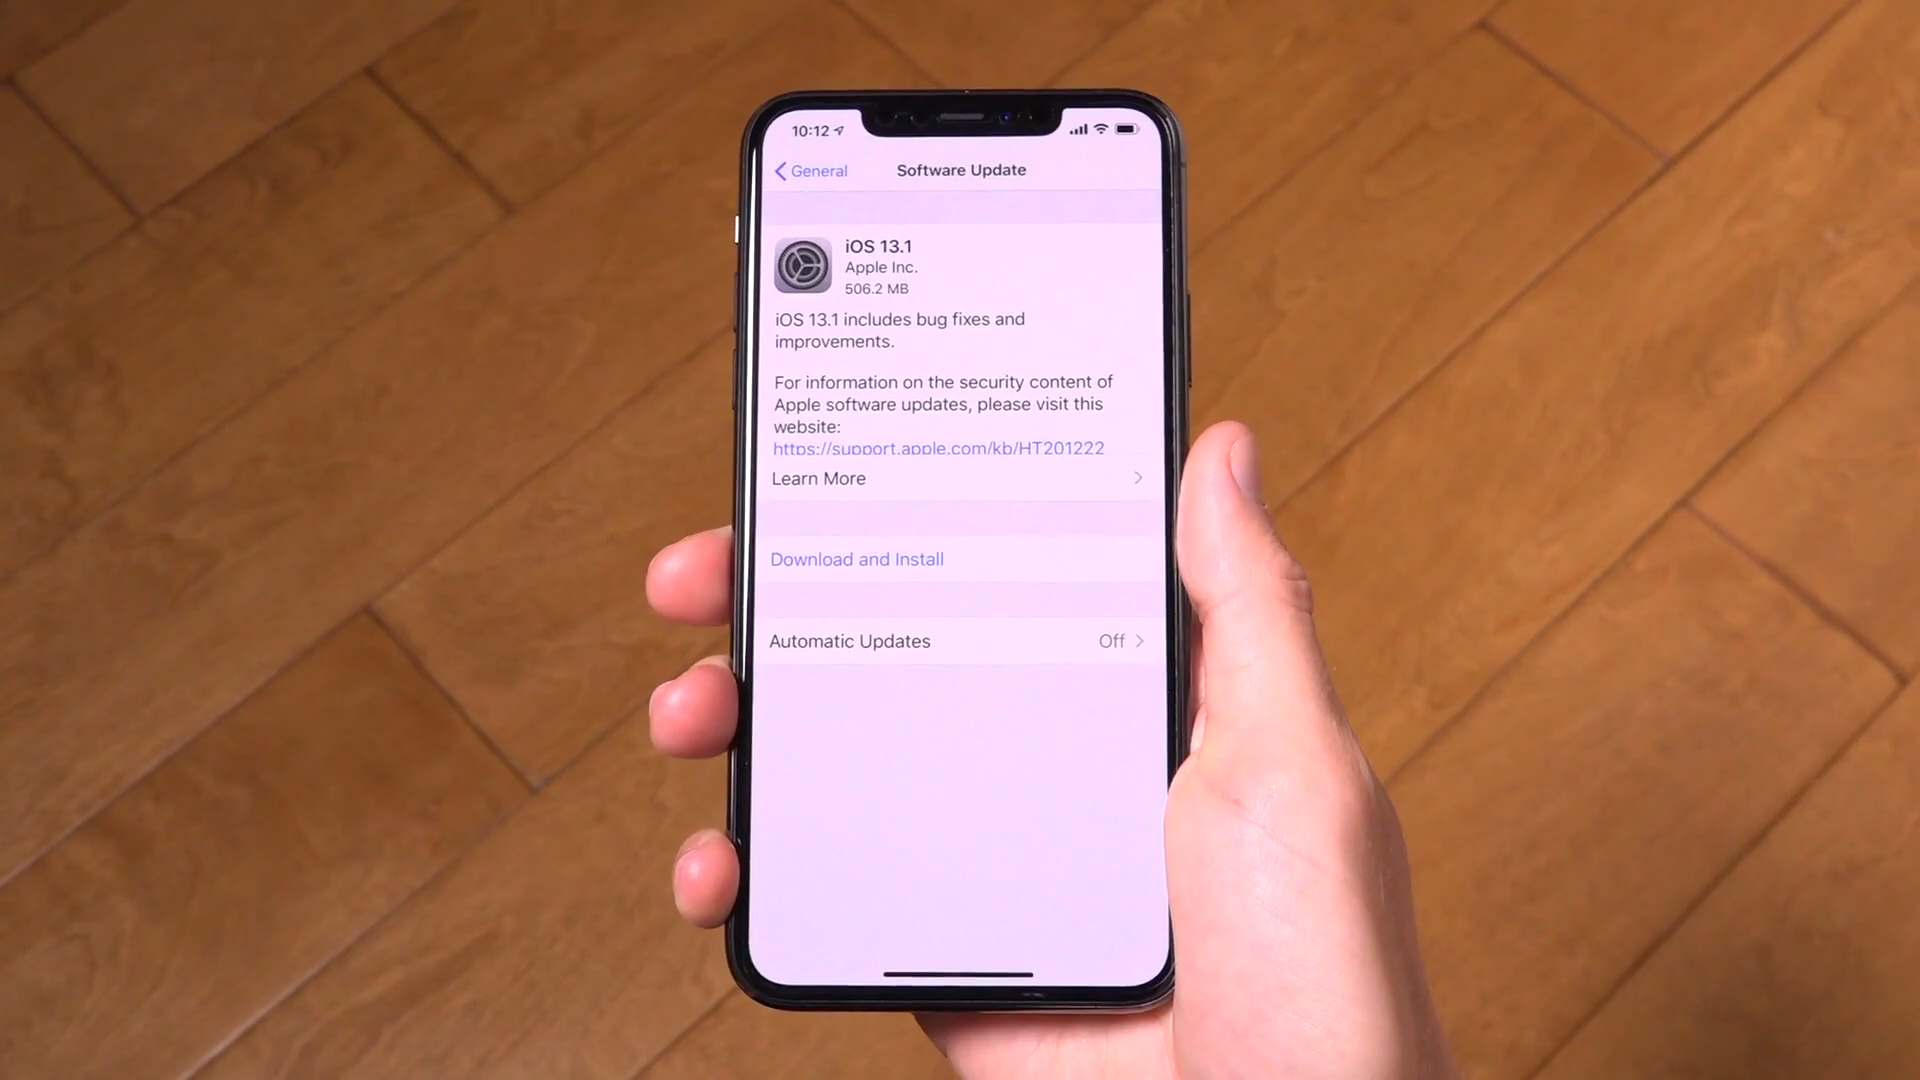 10:12
General
Software Update
iOS 13.1
Apple Inc.
506.2 MB
iOS 13.1 includes bug fixes and
improvements.
For information on the security content of
Apple software updates, please visit this
website:
https://support.apple.com/kb/HT201222
Learn More
Download and Install
Automatic Updates Off